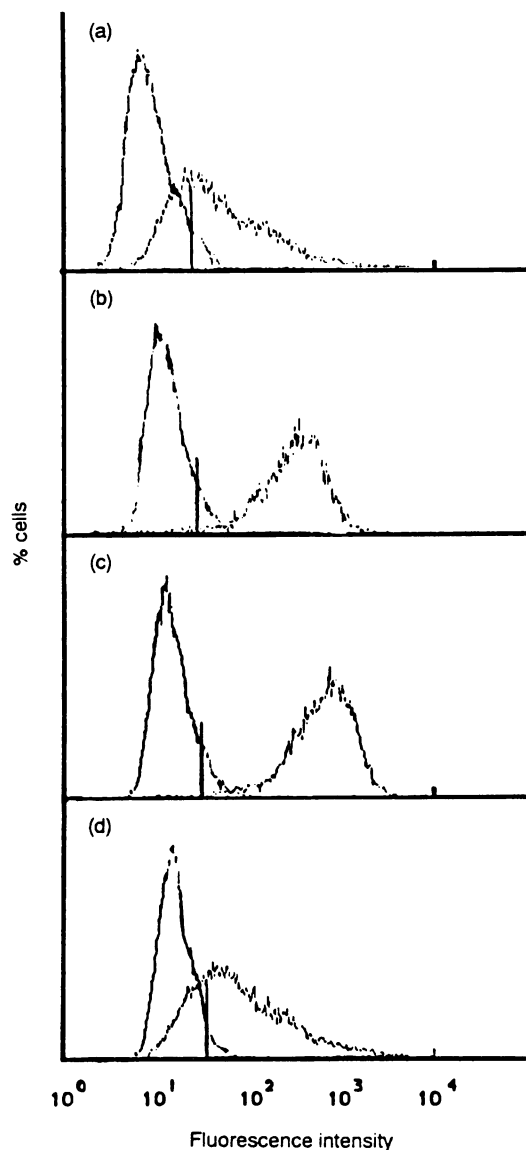 (a)
(b)
% cells
(c)
(d)
10⁰ 10¹ 10² 10³ 10⁴
Fluorescence intensity